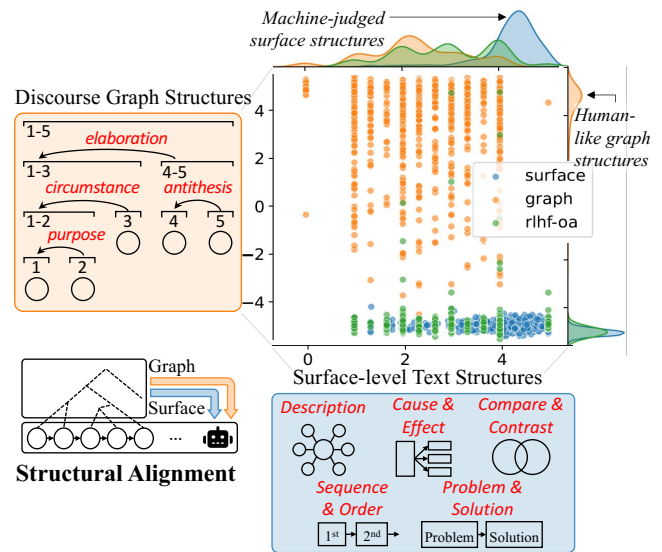 Machine-judged
surface structures
Discourse Graph Structures
1-5
elaboration
1-3
4-5
circumstance
antithesis
1-2
3
4
5
purpose
1
2
4
2
0
−2
−4
0
2
4
surface
graph
rlhf-oa
Human-
like graph
structures
Graph
Surface
...
Structural Alignment
Surface-level Text Structures
Description
Cause &
Effect
Compare &
Contrast
Sequence
& Order
Problem &
Solution
1st
2nd
Problem
Solution